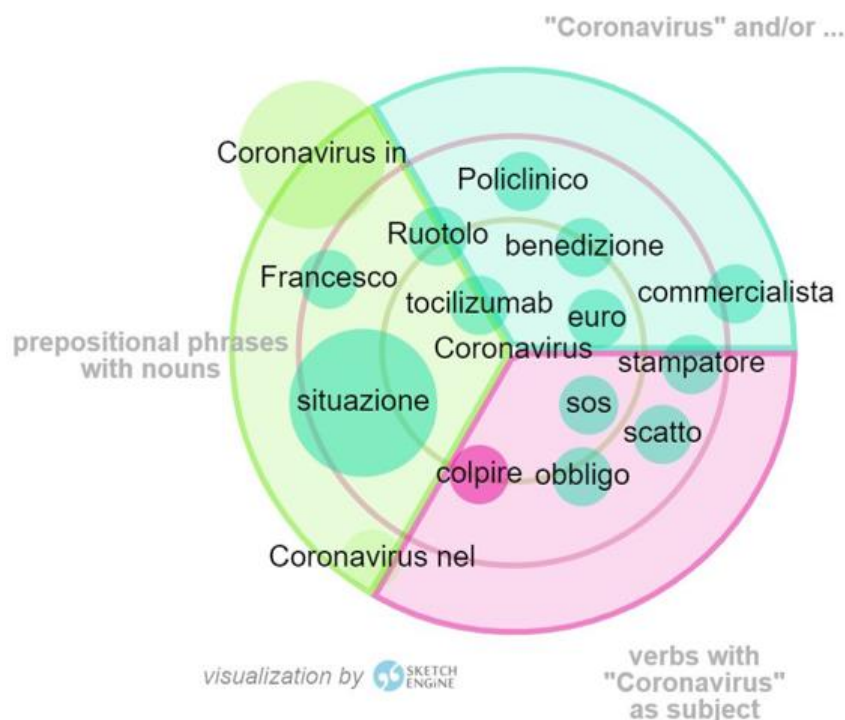 "Coronavirus" and/or ...
Coronavirus in
Policlinico
Ruotolo
benedizione
Francesco
tocilizumab
commercialista
euro
prepositional phrases
with nouns
Coronavirus
stampatore
situazione
sos
scatto
colpire
obbligo
Coronavirus nel
visualization by
SKETCH
ENGINE
verbs with
"Coronavirus"
as subject